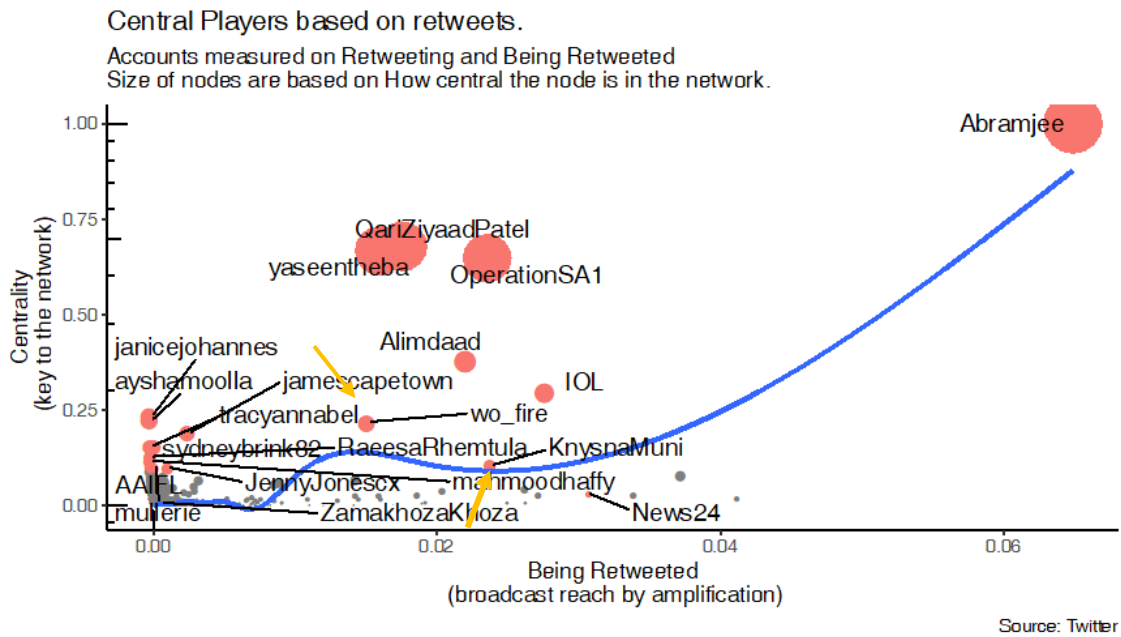 Central Players based on retweets.
Accounts measured on Retweeting and Being Retweeted
Size of nodes are based on How central the node is in the network.
Centrality
(key to the network)
1.00
0.75
0.50
0.25
0.00
Abramjee
QariZiyaadPatel
yaseentheba
OperationSA1
janicejohannes
Alimdaad
ayshamoolla
jamescapetown
IOL
tracyannabel
wo_fire
sydneybrink82
RaeesaRhemtula
KnysnaMuni
JennyJonescx
mahmoodhaffy
ZamakhozaKhoza
News24
0.00
0.02
0.04
0.06
Being Retweeted
(broadcast reach by amplification)
Source: Twitter